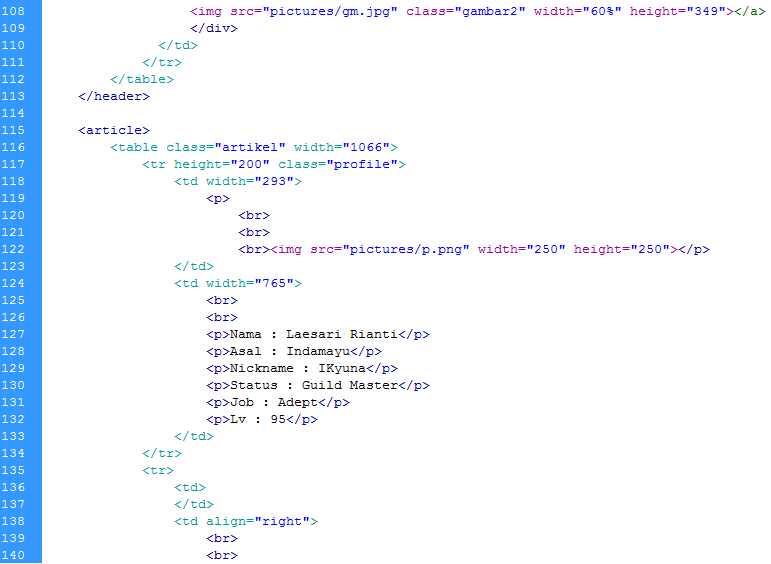 108 <img src="pictures/gm.jpg" class="gambar2" width="60%" height="349"></a>
109 </div>
110 </td>
111 </tr>
112 </table>
113 </header>
114
115 <article>
116 <table class="artikel" width="1066">
117 <tr height="200" class="profile">
118 <td width="293">
119 <p>
120 <br>
121 <br>
122 <br><img src="pictures/p.png" width="250" height="250"></p>
123 </td>
124 <td width="765">
125 <br>
126 <br>
127 <p>Nama : Laesari Rianti</p>
128 <p>Asal : Indamayu</p>
129 <p>Nickname : IKyuna</p>
130 <p>Status : Guild Master</p>
131 <p>Job : Adept</p>
132 <p>Lv : 95</p>
133 </td>
134 </tr>
135 <tr>
136 <td>
137 </td>
138 <td align="right">
139 <br>
140 <br>